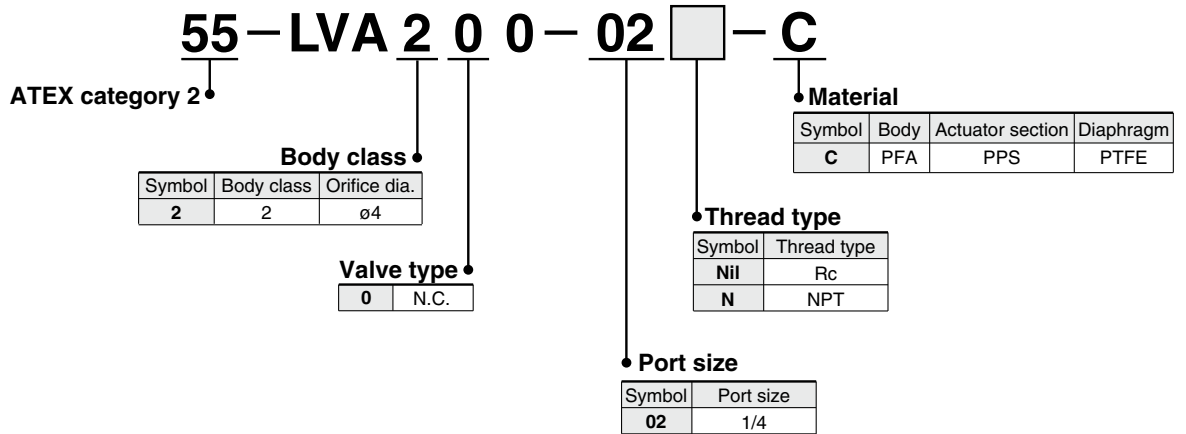 55－LVA 2 0 0－02 □－C
ATEX category 2
Material
Symbol Body Actuator section Diaphragm
C PFA PPS PTFE
Body class
Symbol Body class Orifice dia.
2 2 ø4
Thread type
Symbol Thread type
Nil Rc
N NPT
Valve type
0 N.C.
Port size
Symbol Port size
02 1/4